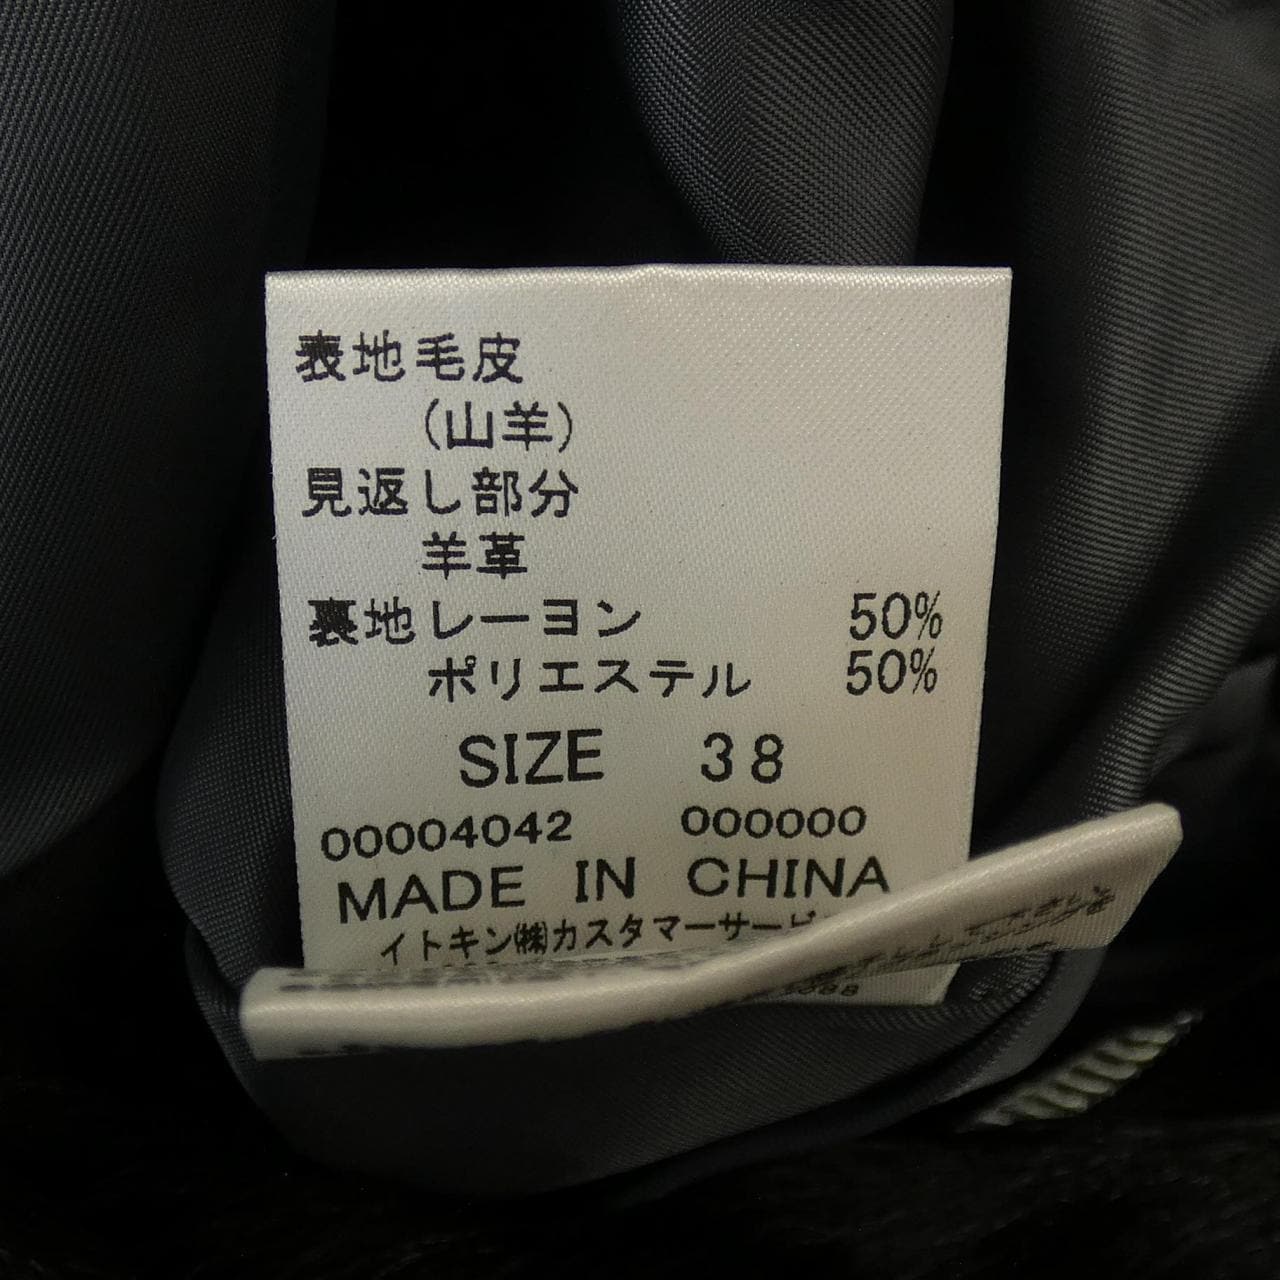 表地毛皮
(山羊)
見返し部分
羊革
裏地レーヨン 50%
ポリエステル 50%
SIZE 38
00004042 000000
MADE IN CHINA
イトキン(株)カスタマーサービ